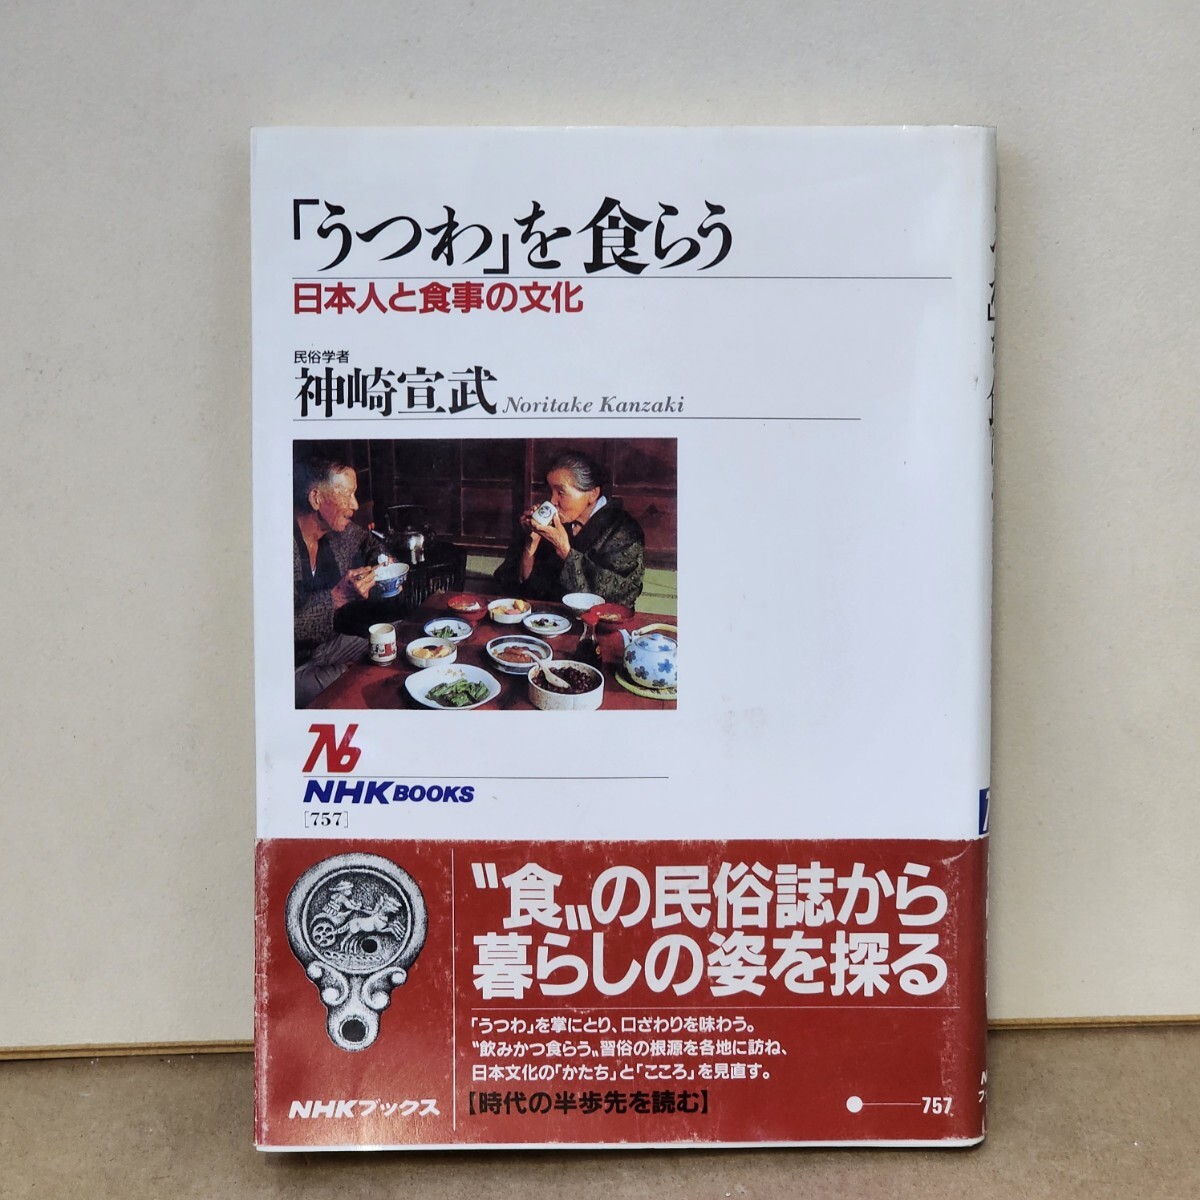 「うつわ」を食らう
日本人と食事の文化
民俗学者
神崎宣武 Noritake Kanzaki
NHK BOOKS
[757]
〝食〟の民俗誌から
暮らしの姿を探る
「うつわ」を掌にとり、口ざわりを味わう。
〝飲みかつ食らう〟習俗の根源を各地に訪ね、
日本文化の「かたち」と「こころ」を見直す。
【時代の半歩先を読む】
NHKブックス
757